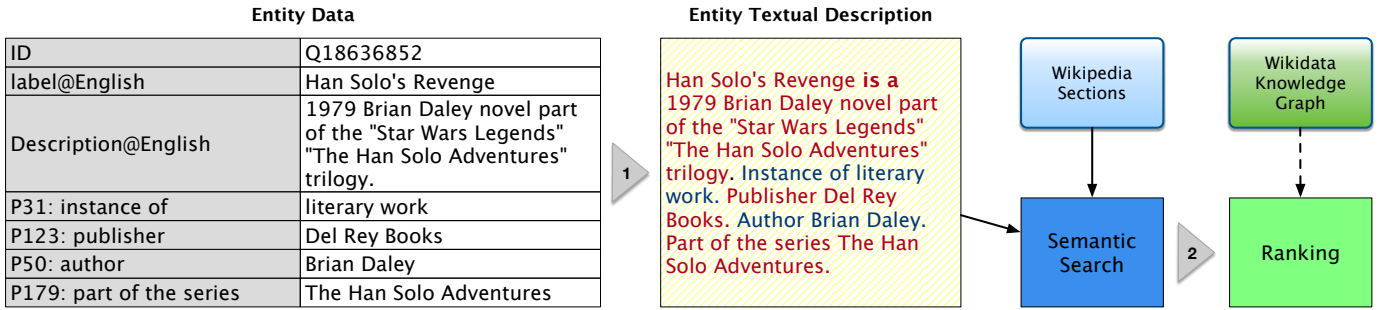 Entity Data
ID
Q18636852
label@English
Han Solo's Revenge
Description@English
1979 Brian Daley novel part
of the "Star Wars Legends"
"The Han Solo Adventures"
trilogy.
P31: instance of
literary work
P123: publisher
Del Rey Books
P50: author
Brian Daley
P179: part of the series
The Han Solo Adventures
1
Entity Textual Description
Han Solo's Revenge is a
1979 Brian Daley novel part
of the "Star Wars Legends"
"The Han Solo Adventures"
trilogy. Instance of literary
work. Publisher Del Rey
Books. Author Brian Daley.
Part of the series The Han
Solo Adventures.
Wikipedia
Sections
Semantic
Search
2
Wikidata
Knowledge
Graph
Ranking